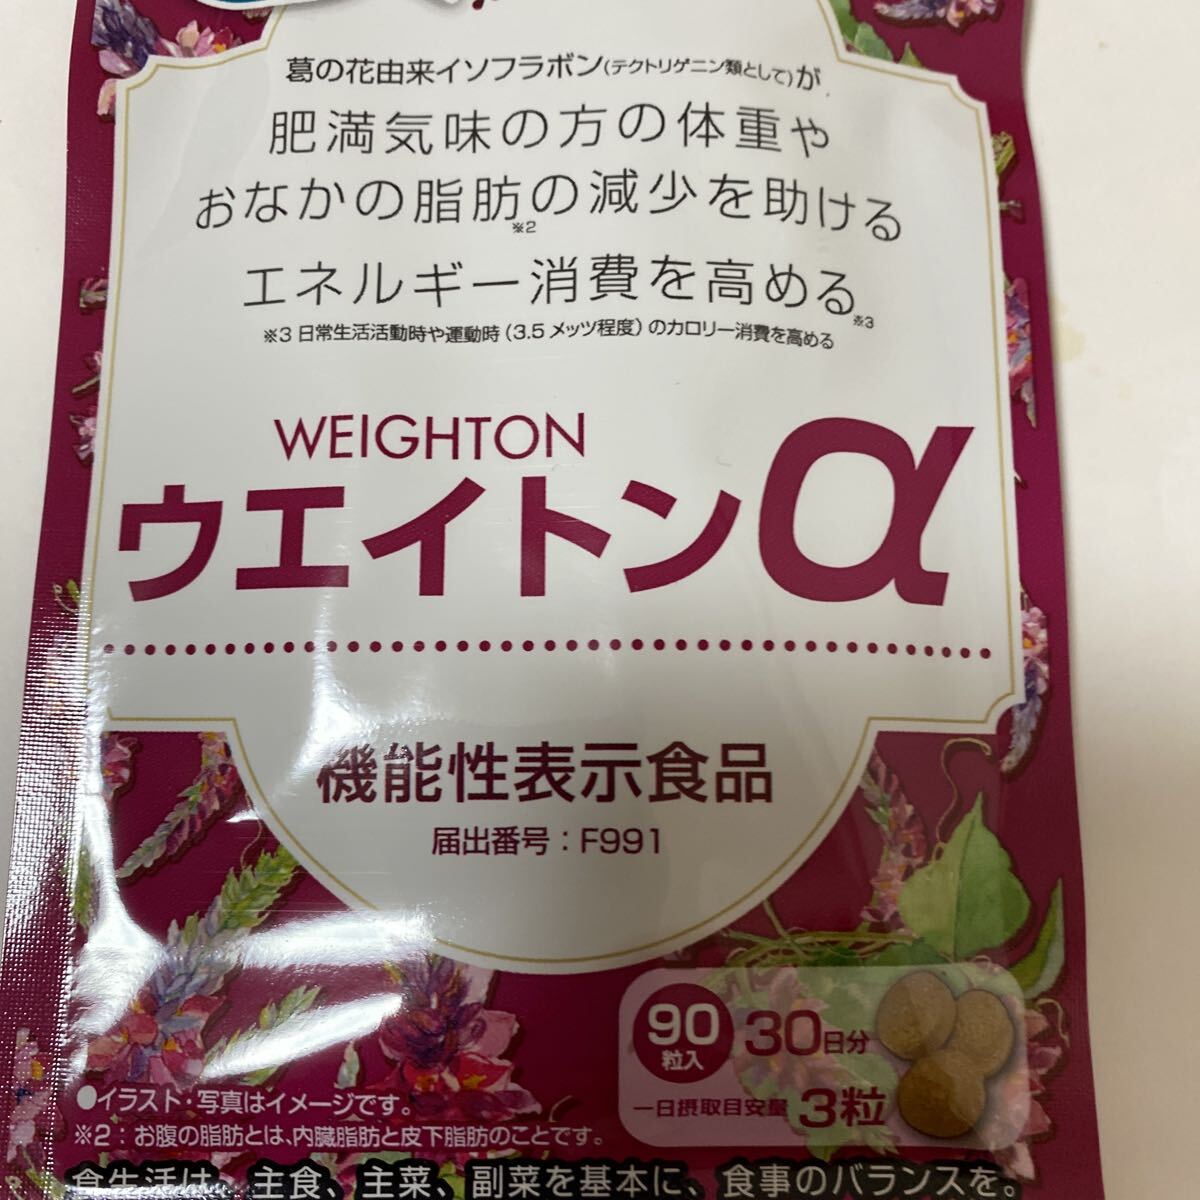 葛の花由来イソフラボン(テクトリゲニン類として)が、
肥満気味の方の体重や
おなかの脂肪の減少を助ける
※2
エネルギー消費を高める※3
※3 日常生活活動時や運動時(3.5メッツ程度)のカロリー消費を高める
WEIGHTON
ウエイトンα
機能性表示食品
届出番号:F991
90粒入 30日分
一日摂取目安量 3粒
●イラスト・写真はイメージです。
※2:お腹の脂肪とは、内臓脂肪と皮下脂肪のことです。
食生活は、主食、主菜、副菜を基本に、食事のバランスを。